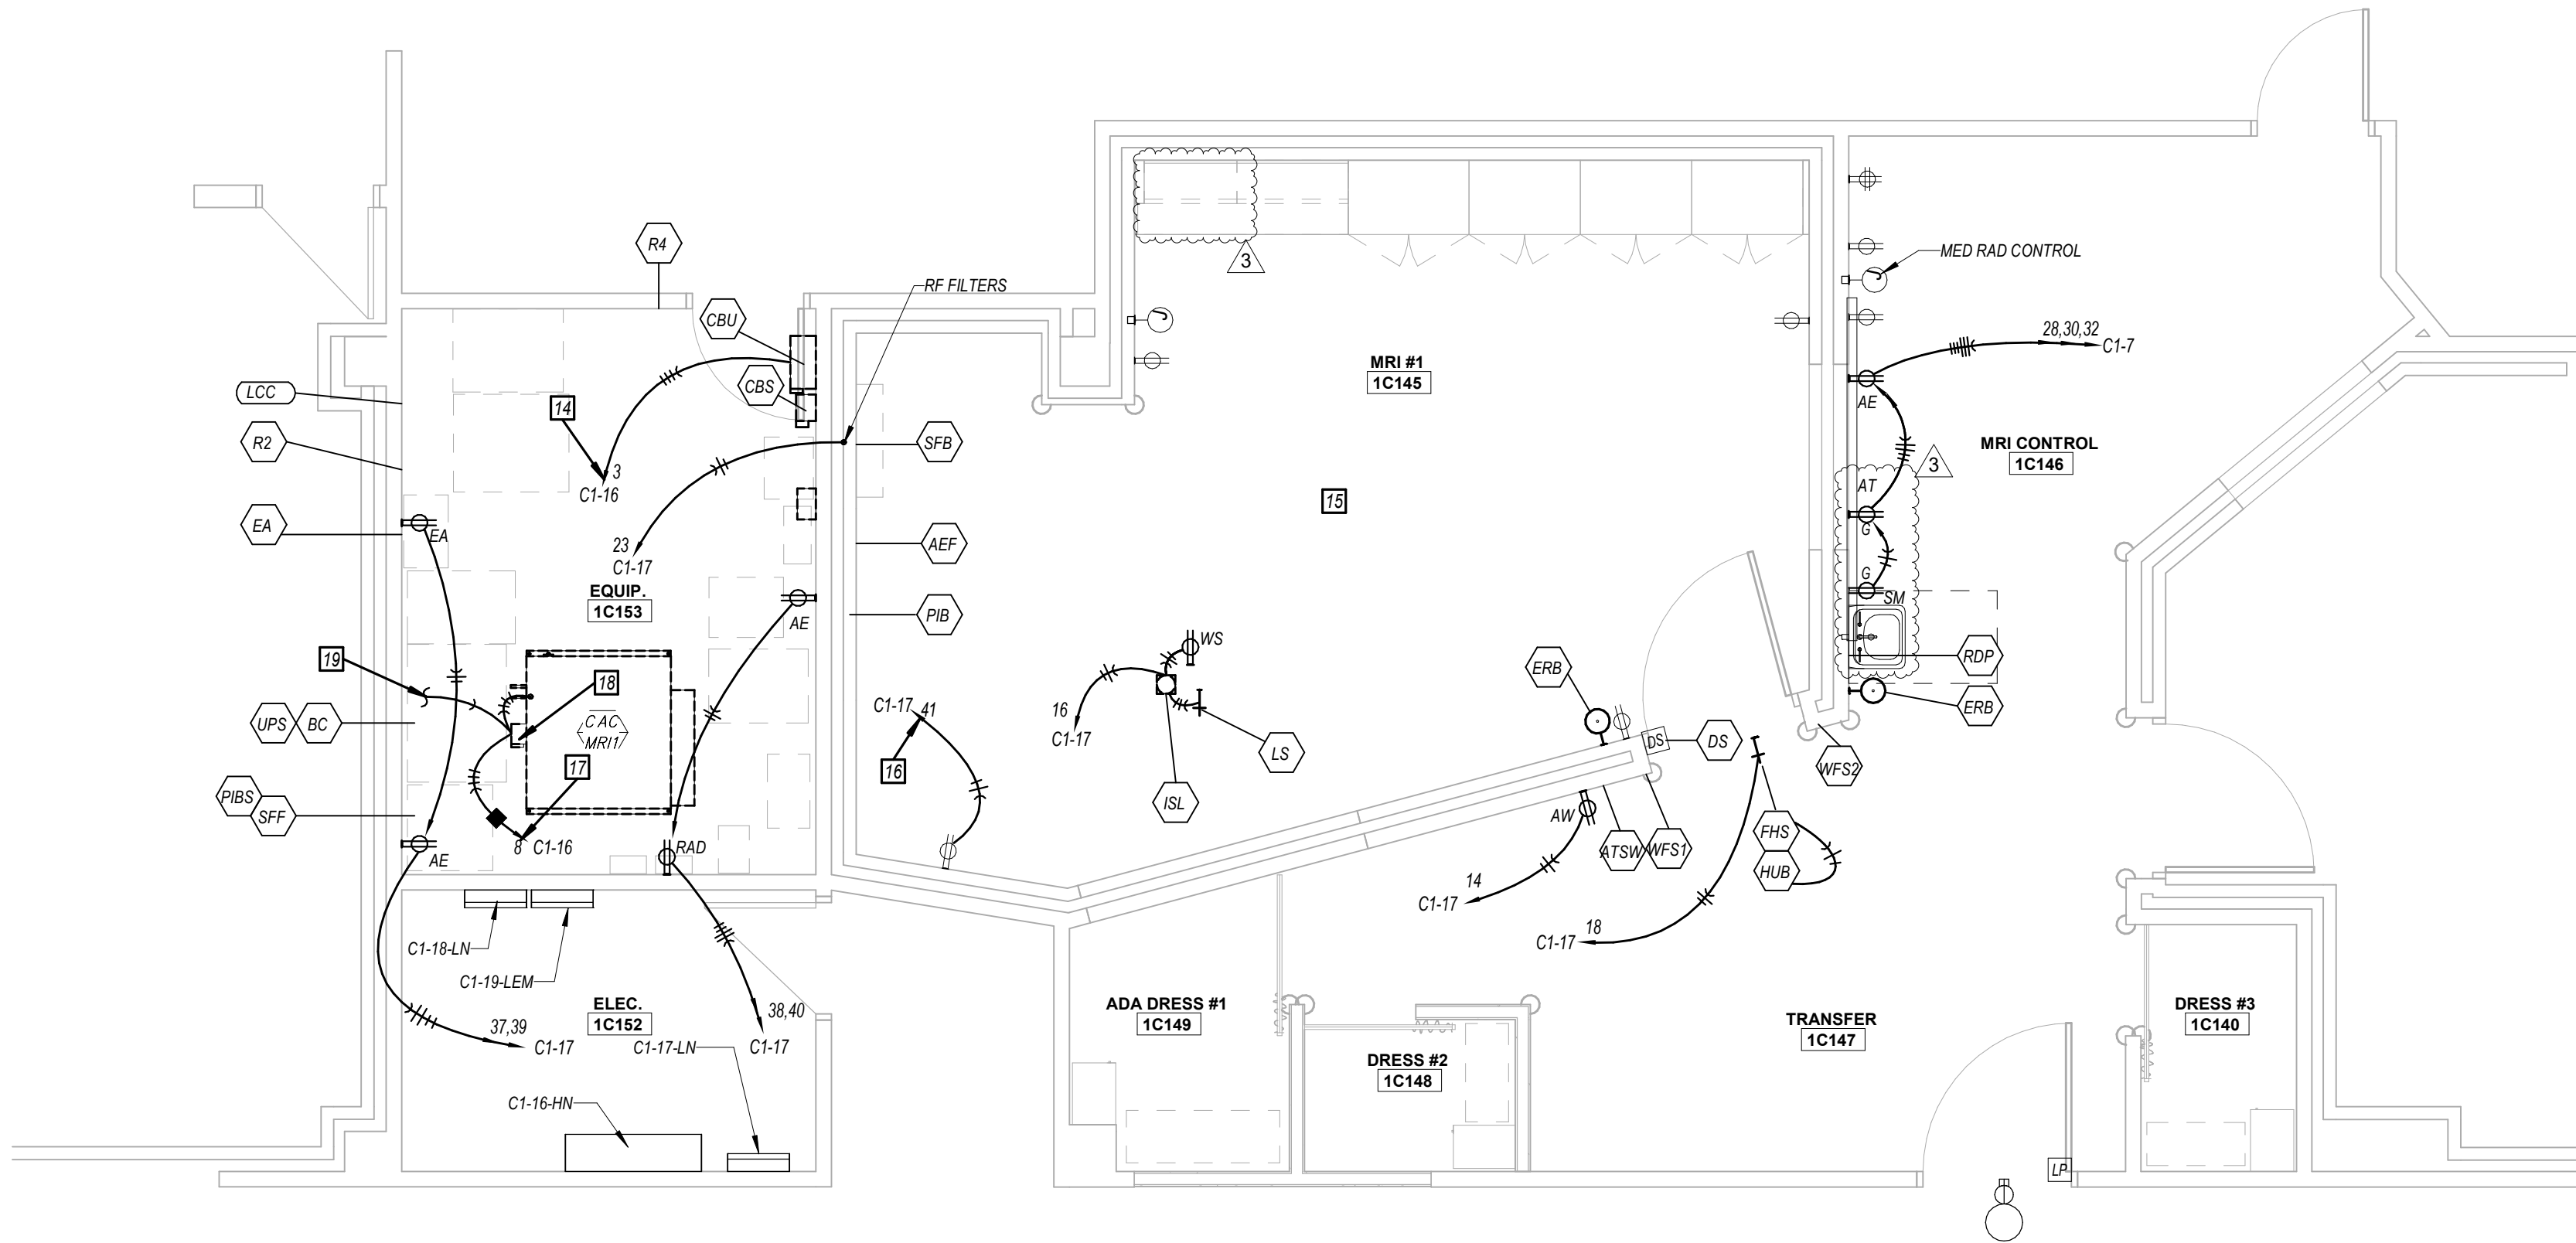 R4
RF FILTERS
MED RAD CONTROL
3
CBU
28,30,32
C1-7
MRI #1
1C145
LCC
CBS
14
AE
R2
SFB
MRI CONTROL
1C146
3
3
C1-16
15
AT
EA
EA
AEF
G
23
C1-17
G
EQUIP.
1C153
SM
AE
PIB
WS
19
18
ERB
RDP
C1-17
41
16
C1-17
ERB
UPS
BC
CAC
MRI1
DS
DS
LS
17
16
WFS2
PIBS
SFF
ISL
AW
FHS
8
C1-16
RAD
AE
ATSW
WFS1
HUB
14
C1-17
C1-18-LN
18
C1-17
C1-19-LEM
ELEC.
1C152
38,40
C1-17
37,39
C1-17
C1-17-LN
ADA DRESS #1
1C149
TRANSFER
1C147
DRESS #3
1C140
DRESS #2
1C148
C1-16-HN
LP